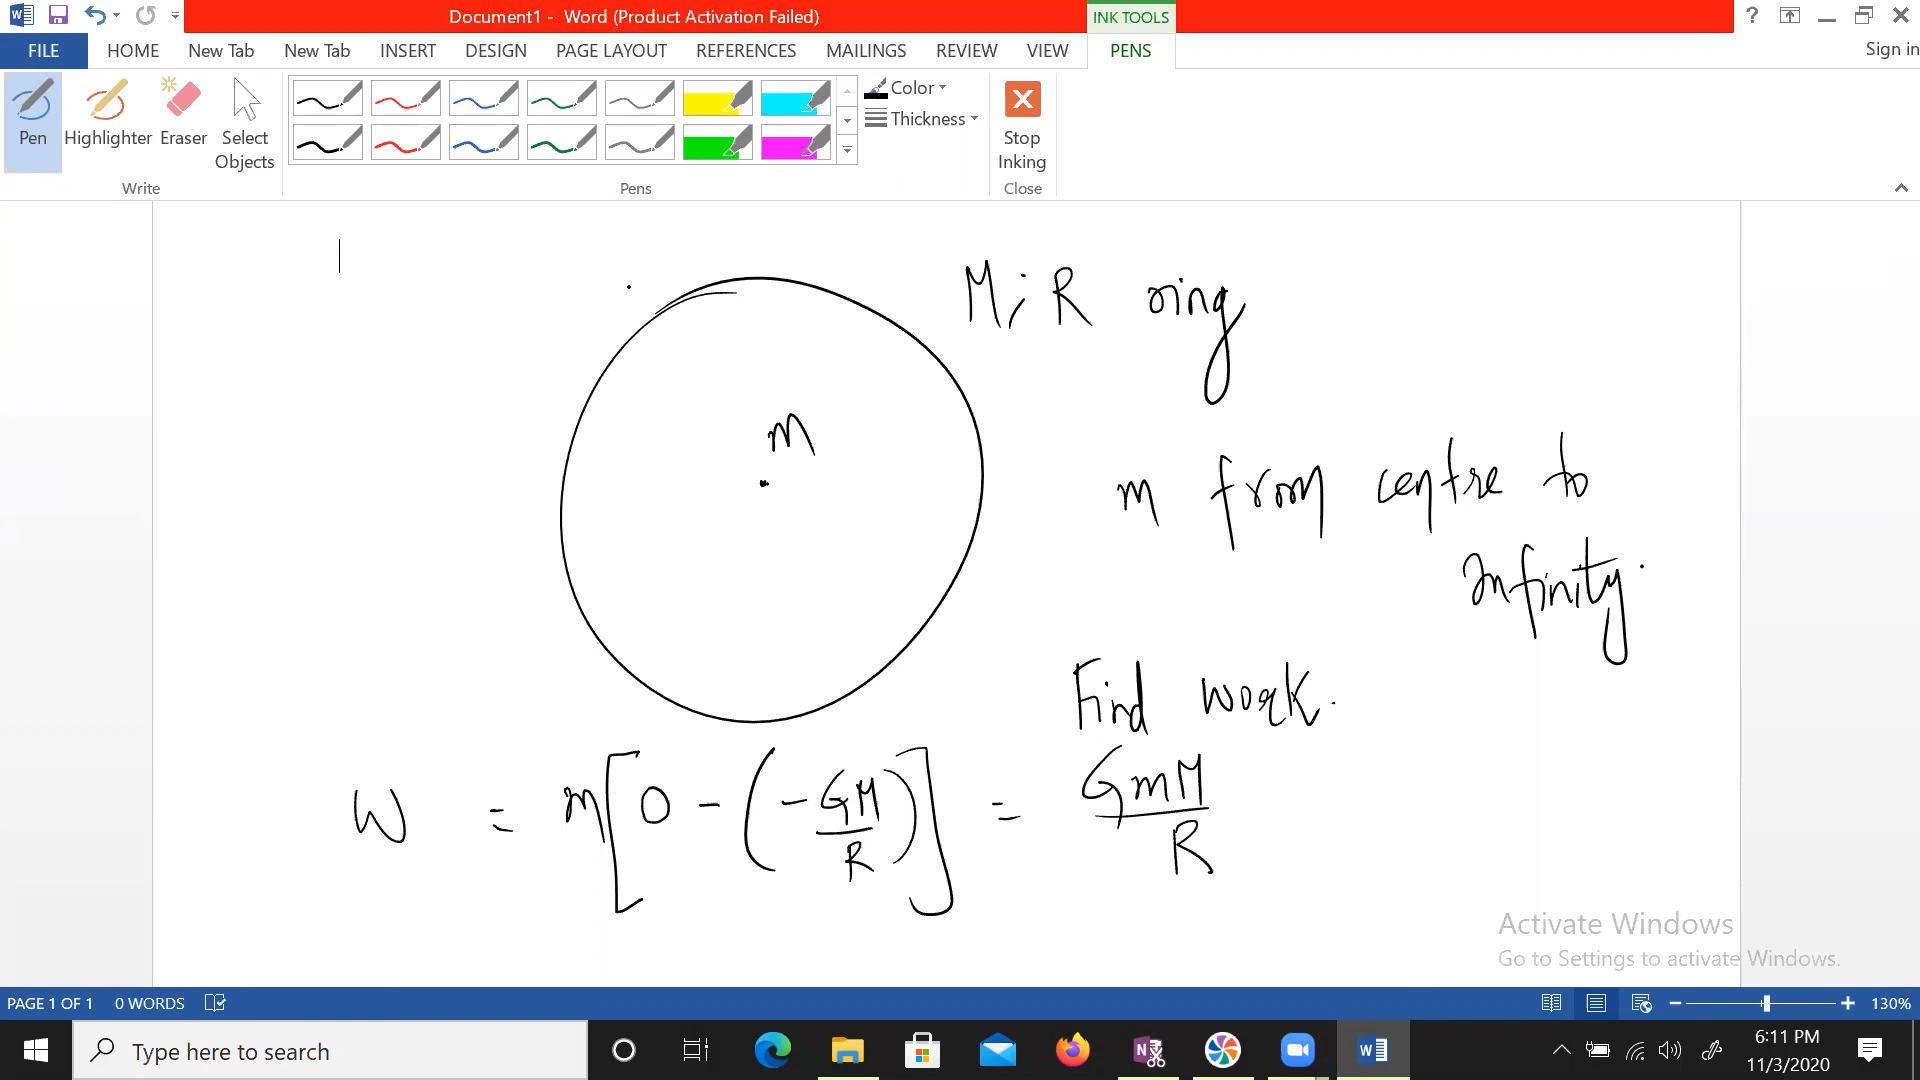 Document1 - Word (Product Activation Failed)
INK TOOLS
?
FILE HOME New Tab New Tab INSERT DESIGN PAGE LAYOUT REFERENCES MAILINGS REVIEW VIEW PENS Sign in
Pen Highlighter Eraser Select Objects
Color
Thickness
Stop Inking
Write Pens Close
M; R ring
m
m from centre to
infinity.
Find work.
W = m[0 - (-GM/R)] = GmM/R
Activate Windows
Go to Settings to activate Windows.
PAGE 1 OF 1 0 WORDS 130%
Type here to search
6:11 PM
11/3/2020